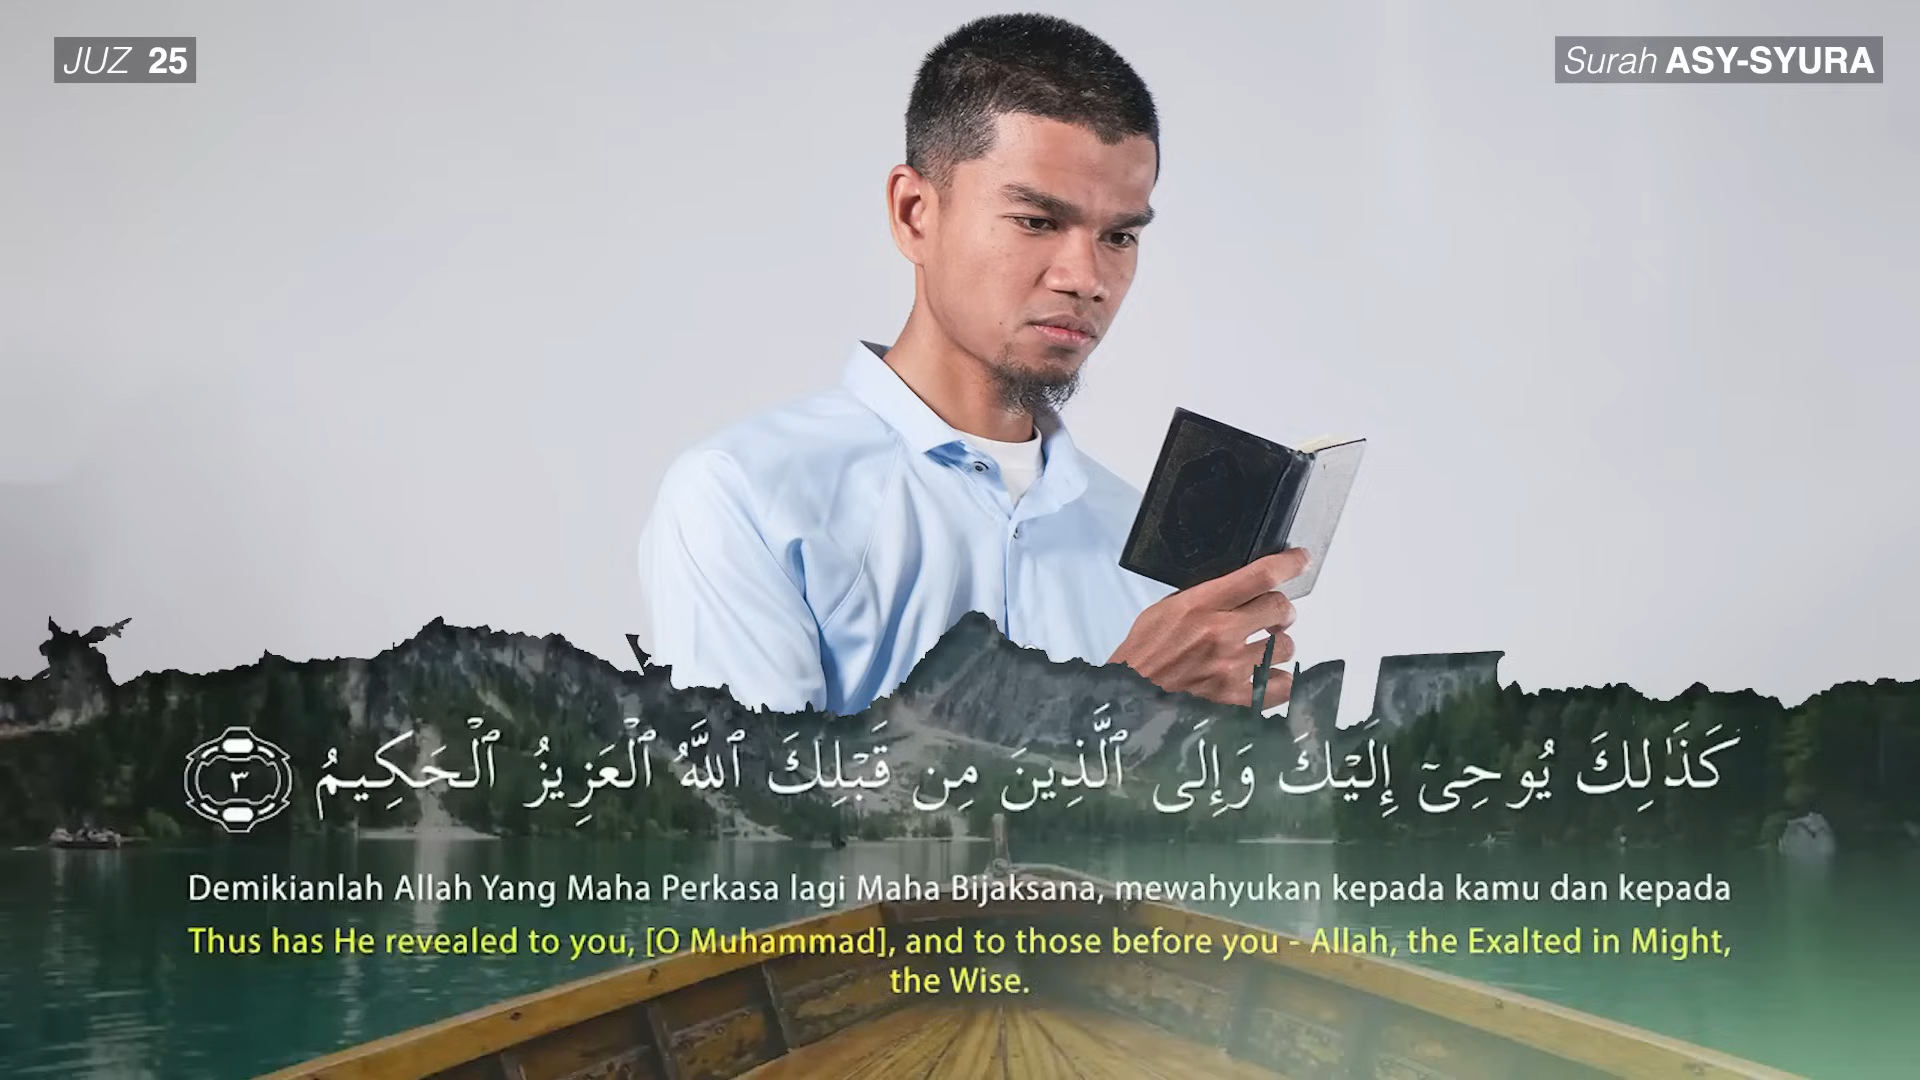 JUZ 25
Surah ASY-SYURA
كَذَٰلِكَ يُوحِىٓ إِلَيْكَ وَإِلَى ٱلَّذِينَ مِن قَبْلِكَ ٱللَّهُ ٱلْعَزِيزُ ٱلْحَكِيمُ ٣
Demikianlah Allah Yang Maha Perkasa lagi Maha Bijaksana, mewahyukan kepada kamu dan kepada
Thus has He revealed to you, [O Muhammad], and to those before you - Allah, the Exalted in Might,
the Wise.